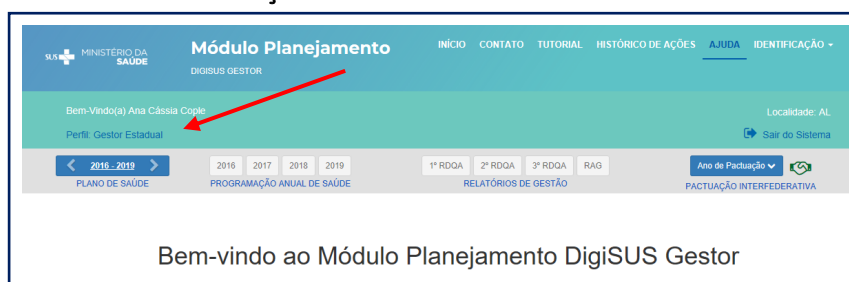 SUS MINISTÉRIO DA SAÚDE
Módulo Planejamento
DIGISUS GESTOR
INÍCIO CONTATO TUTORIAL HISTÓRICO DE AÇÕES AJUDA IDENTIFICAÇÃO
Bem-Vindo(a) Ana Cássia Cople
Localidade: AL
Perfil: Gestor Estadual
Sair do Sistema
2016 - 2019
2016 2017 2018 2019
1º RDQA 2º RDQA 3º RDQA RAG
Ano de Pactuação
PLANO DE SAÚDE
PROGRAMAÇÃO ANUAL DE SAÚDE
RELATÓRIOS DE GESTÃO
PACTUAÇÃO INTERFEDERATIVA
Bem-vindo ao Módulo Planejamento DigiSUS Gestor